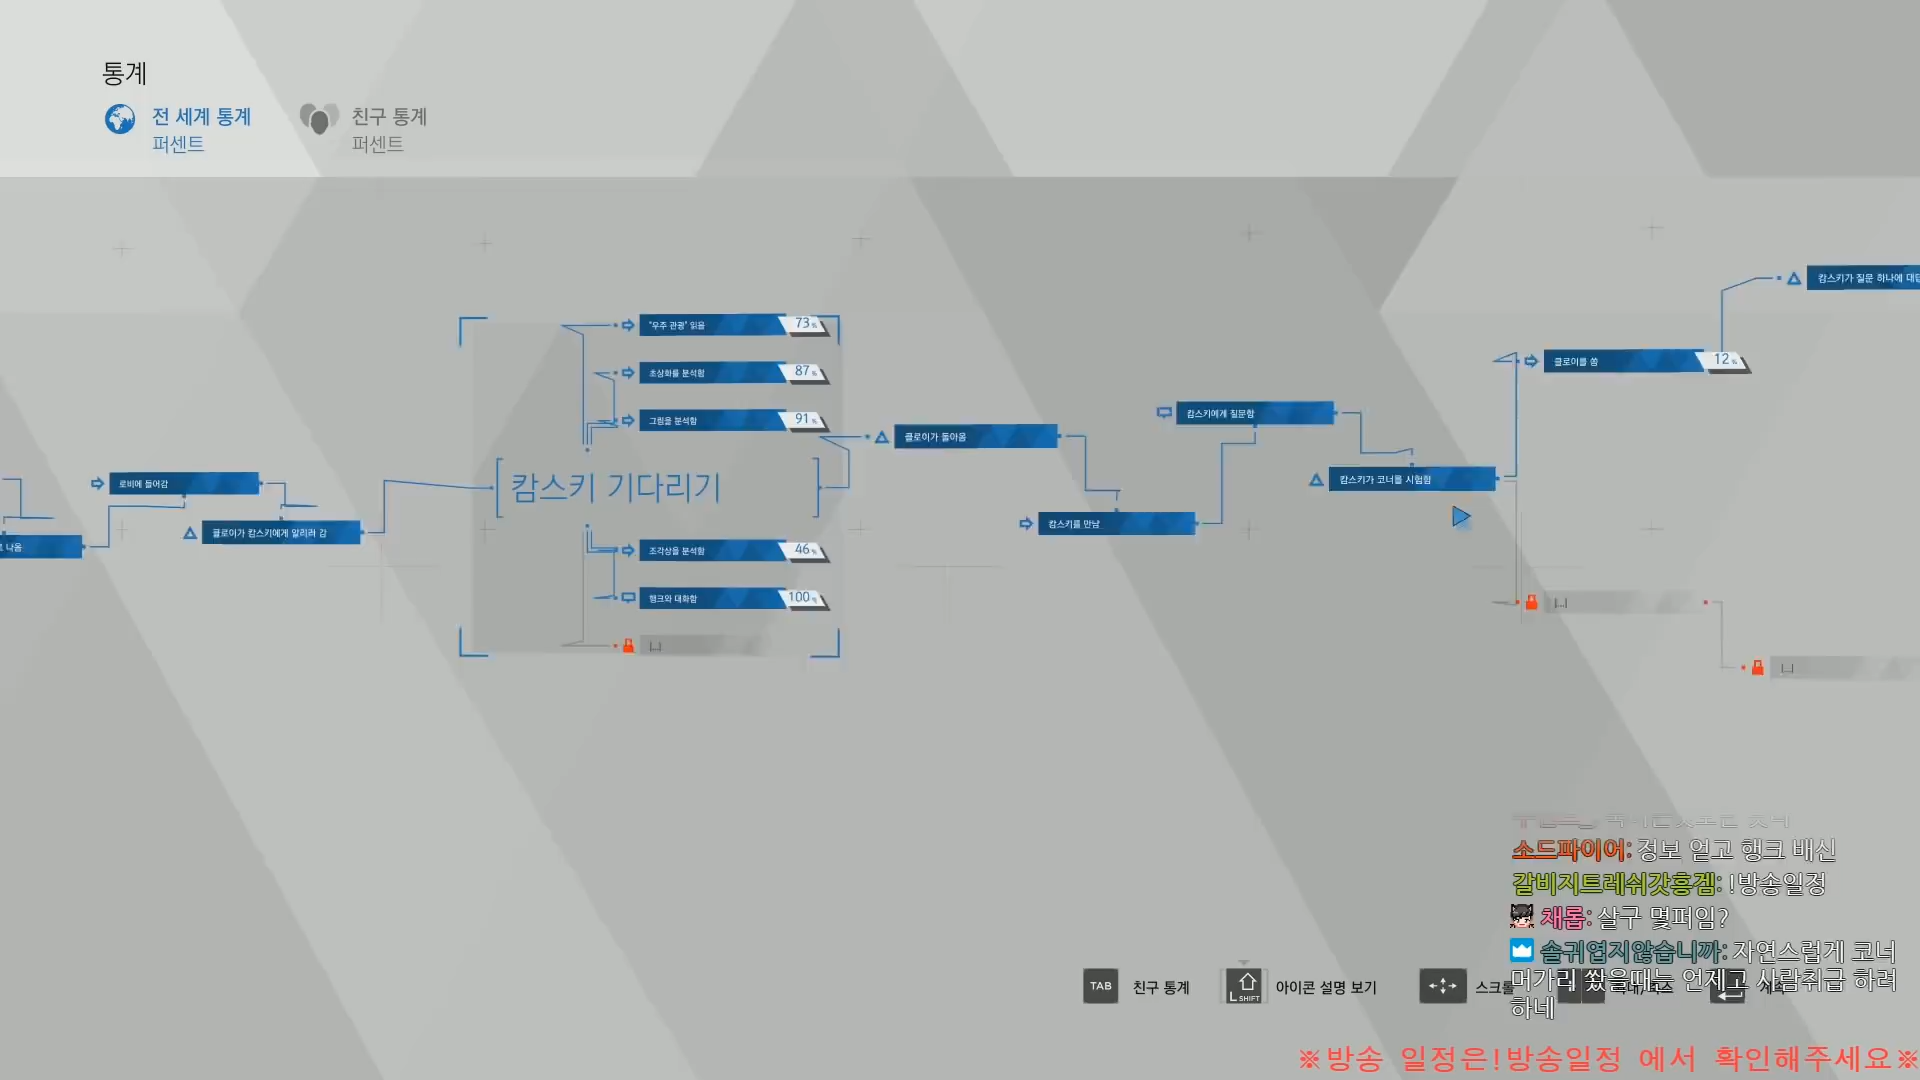 통계
전 세계 통계
퍼센트
친구 통계
퍼센트
캄스키가 질문 하나에 대답
"우주 관광" 읽음
73%
초상화를 분석함
87%
그림을 분석함
91%
클로이를 쏨
12%
캄스키에게 질문함
클로이가 돌아옴
로비에 들어감
캄스키 기다리기
캄스키가 코너를 시험함
클로이가 캄스키에게 알리러 감
캄스키를 만남
나옴
조각상을 분석함
46%
행크와 대화함
100%
[...]
[...]
[...]
소드파이어: 정보 얻고 행크 배신
갈비지트레쉬갓흥겜: !방송일정
채롭: 살구 몇퍼임?
솔귀엽지않습니까: 자연스럽게 코너
머가리 쐈을때는 언제고 사람취급 하려
하네
TAB 친구 통계
L SHIFT 아이콘 설명 보기
스크롤
※방송 일정은!방송일정 에서 확인해주세요※